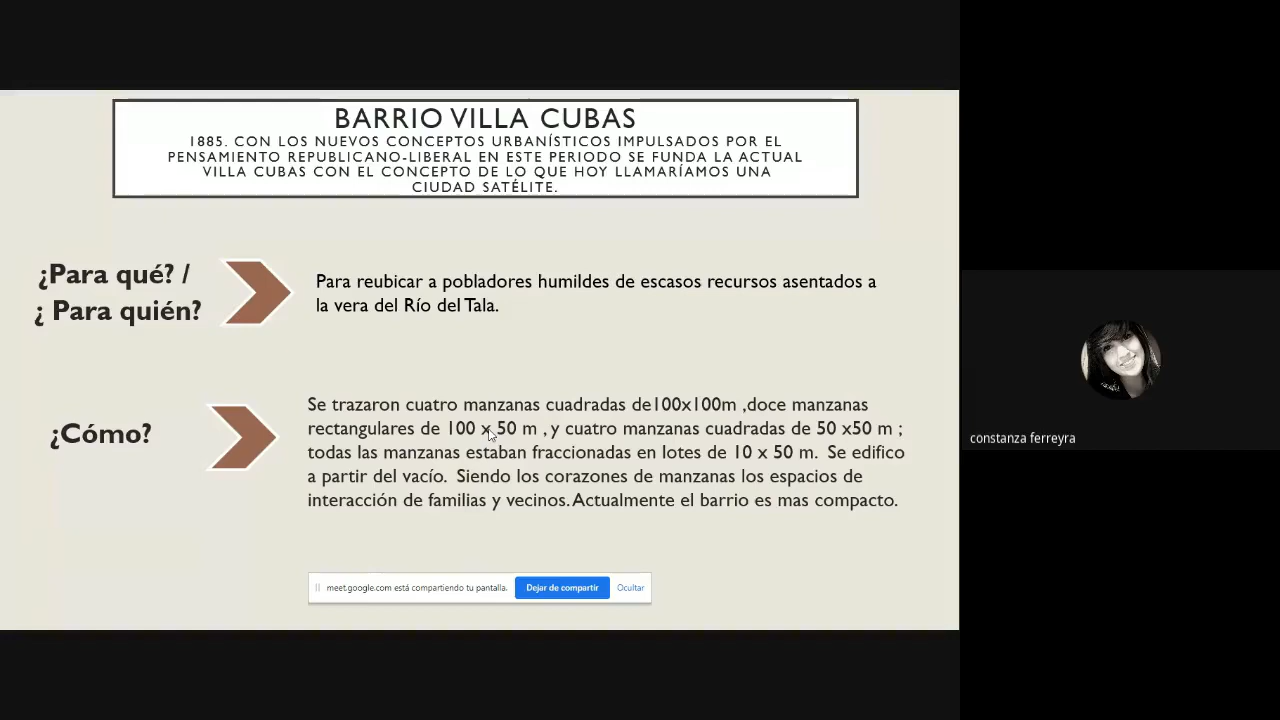 BARRIO VILLA CUBAS
1885. CON LOS NUEVOS CONCEPTOS URBANÍSTICOS IMPULSADOS POR EL
PENSAMIENTO REPUBLICANO-LIBERAL EN ESTE PERIODO SE FUNDA LA ACTUAL
VILLA CUBAS CON EL CONCEPTO DE LO QUE HOY LLAMARÍAMOS UNA
CIUDAD SATÉLITE.
¿Para qué? /
¿ Para quién?
Para reubicar a pobladores humildes de escasos recursos asentados a
la vera del Río del Tala.
¿Cómo?
Se trazaron cuatro manzanas cuadradas de100x100m ,doce manzanas
rectangulares de 100 x 50 m , y cuatro manzanas cuadradas de 50 x50 m ;
todas las manzanas estaban fraccionadas en lotes de 10 x 50 m. Se edifico
a partir del vacío. Siendo los corazones de manzanas los espacios de
interacción de familias y vecinos. Actualmente el barrio es mas compacto.
meet.google.com está compartiendo tu pantalla.
Dejar de compartir
Ocultar
constanza ferreyra